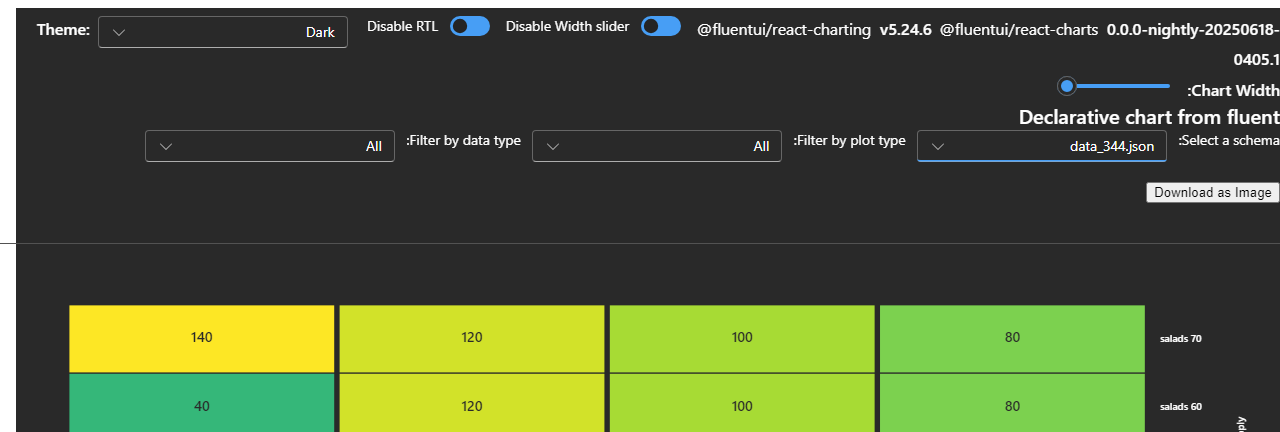 Theme: Dark Disable RTL Disable Width slider @fluentui/react-charting v5.24.6 @fluentui/react-charts 0.0.0-nightly-20250618-
0405.1
:Chart Width
Declarative chart from fluent
All :Filter by data type All :Filter by plot type data_344.json :Select a schema
Download as Image
140 120 100 80 salads 70
40 120 100 80 salads 60